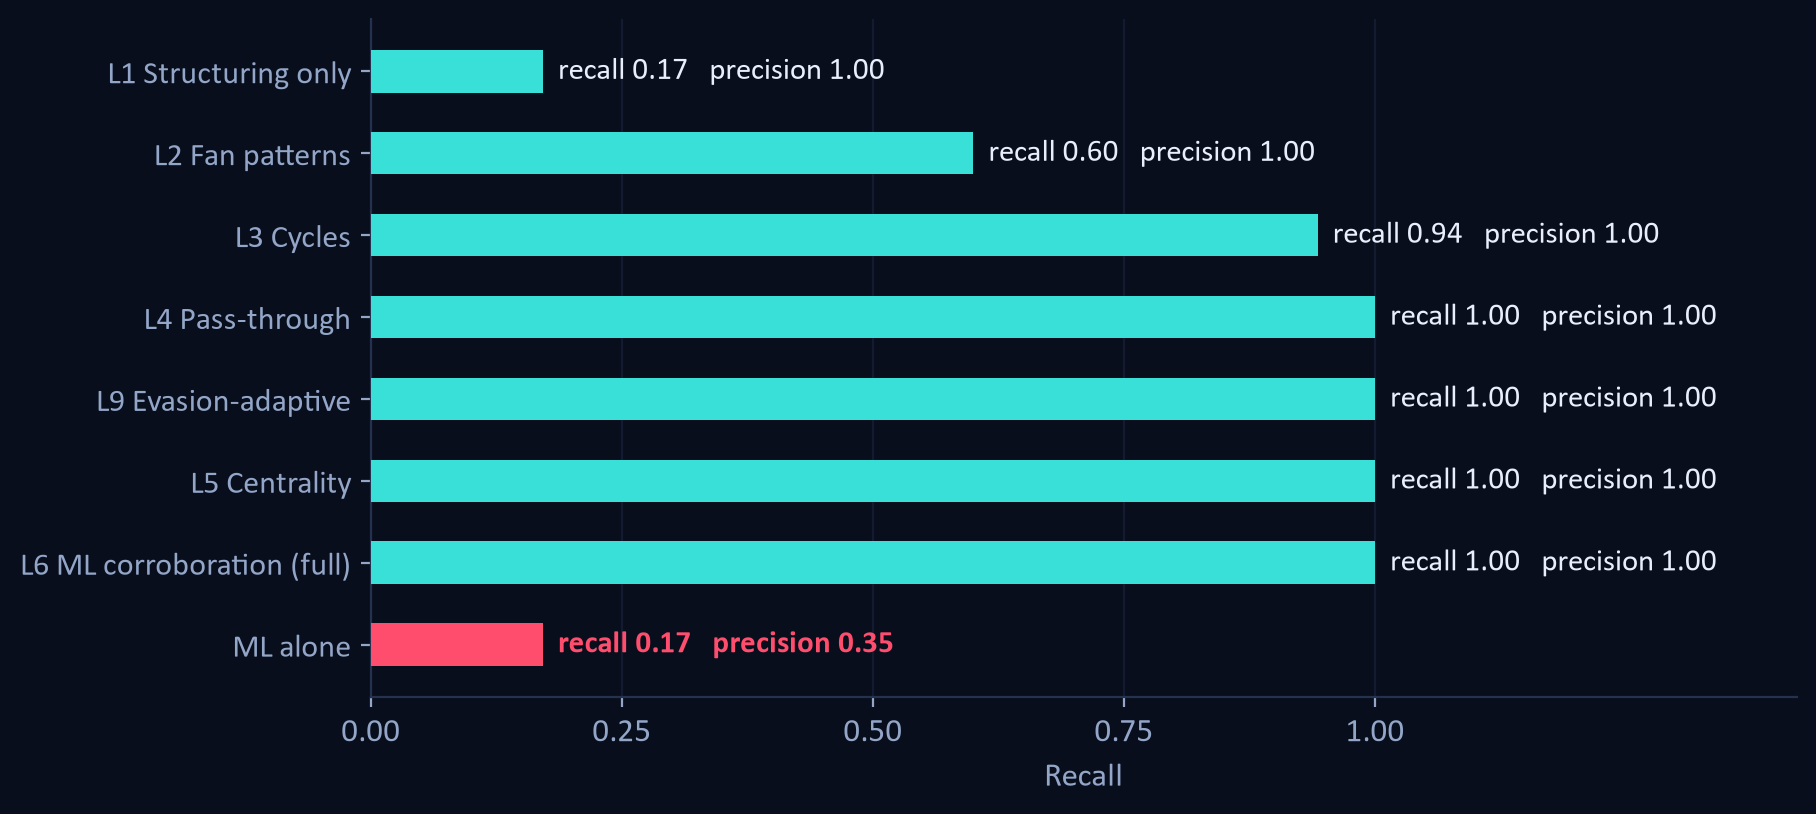 L1 Structuring only recall 0.17 precision 1.00
L2 Fan patterns recall 0.60 precision 1.00
L3 Cycles recall 0.94 precision 1.00
L4 Pass-through recall 1.00 precision 1.00
L9 Evasion-adaptive recall 1.00 precision 1.00
L5 Centrality recall 1.00 precision 1.00
L6 ML corroboration (full) recall 1.00 precision 1.00
ML alone recall 0.17 precision 0.35
0.00 0.25 0.50 0.75 1.00
Recall